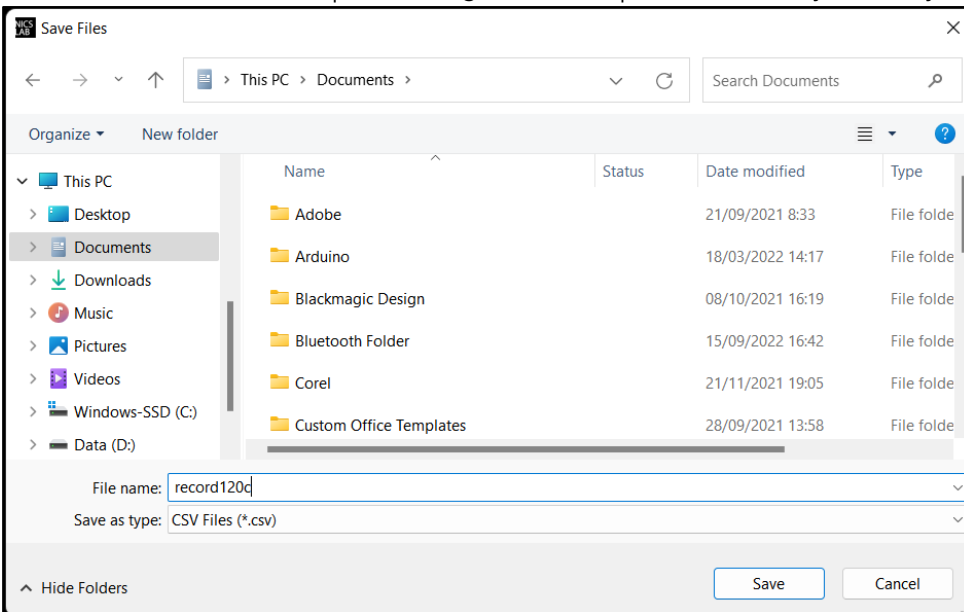 NICS
LAB
Save Files
This PC > Documents >
Search Documents
Organize
New folder
?
Name Status Date modified Type
This PC
Desktop
Documents
Downloads
Music
Pictures
Videos
Windows-SSD (C:)
Data (D:)
Adobe 21/09/2021 8:33 File folde
Arduino 18/03/2022 14:17 File folde
Blackmagic Design 08/10/2021 16:19 File folde
Bluetooth Folder 15/09/2022 16:42 File folde
Corel 21/11/2021 19:05 File folde
Custom Office Templates 28/09/2021 13:58 File folde
File name: record120c
Save as type: CSV Files (*.csv)
Hide Folders
Save
Cancel